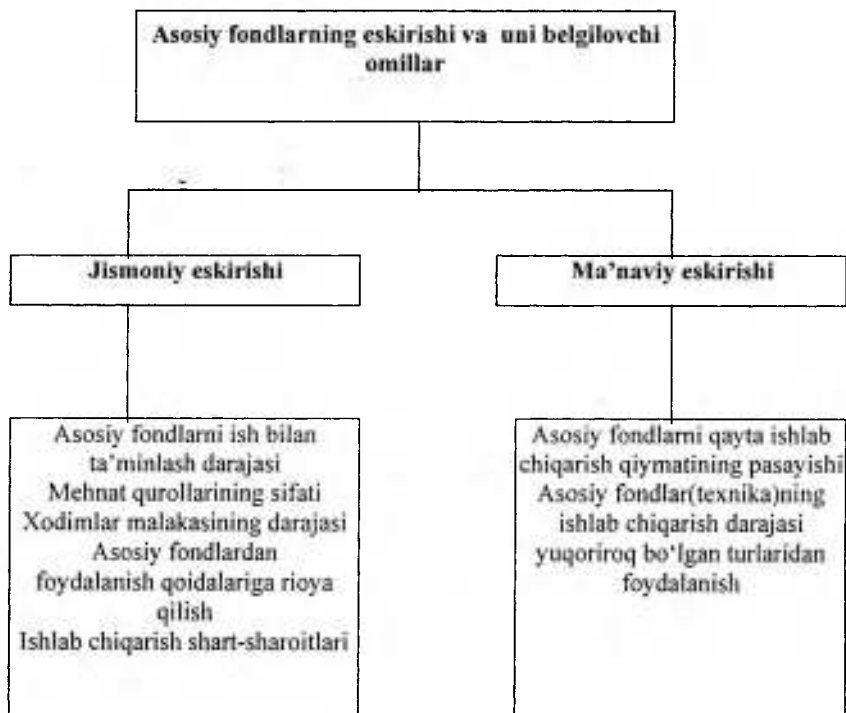 Asosiy fondlarning eskirishi va uni belgilovchi
omillar
Jismoniy eskirishi
Ma’naviy eskirishi
Asosiy fondlarni ish bilan
ta’minlash darajasi
Mehnat qurollarining sifati
Xodimlar malakasining darajasi
Asosiy fondlardan
foydalanish qoidalariga rioya
qilish
Ishlab chiqarish shart-sharoitlari
Asosiy fondlarni qayta ishlab
chiqarish qiymatining pasayishi
Asosiy fondlar(texnika)ning
ishlab chiqarish darajasi
yuqoriroq bo‘lgan turlaridan
foydalanish